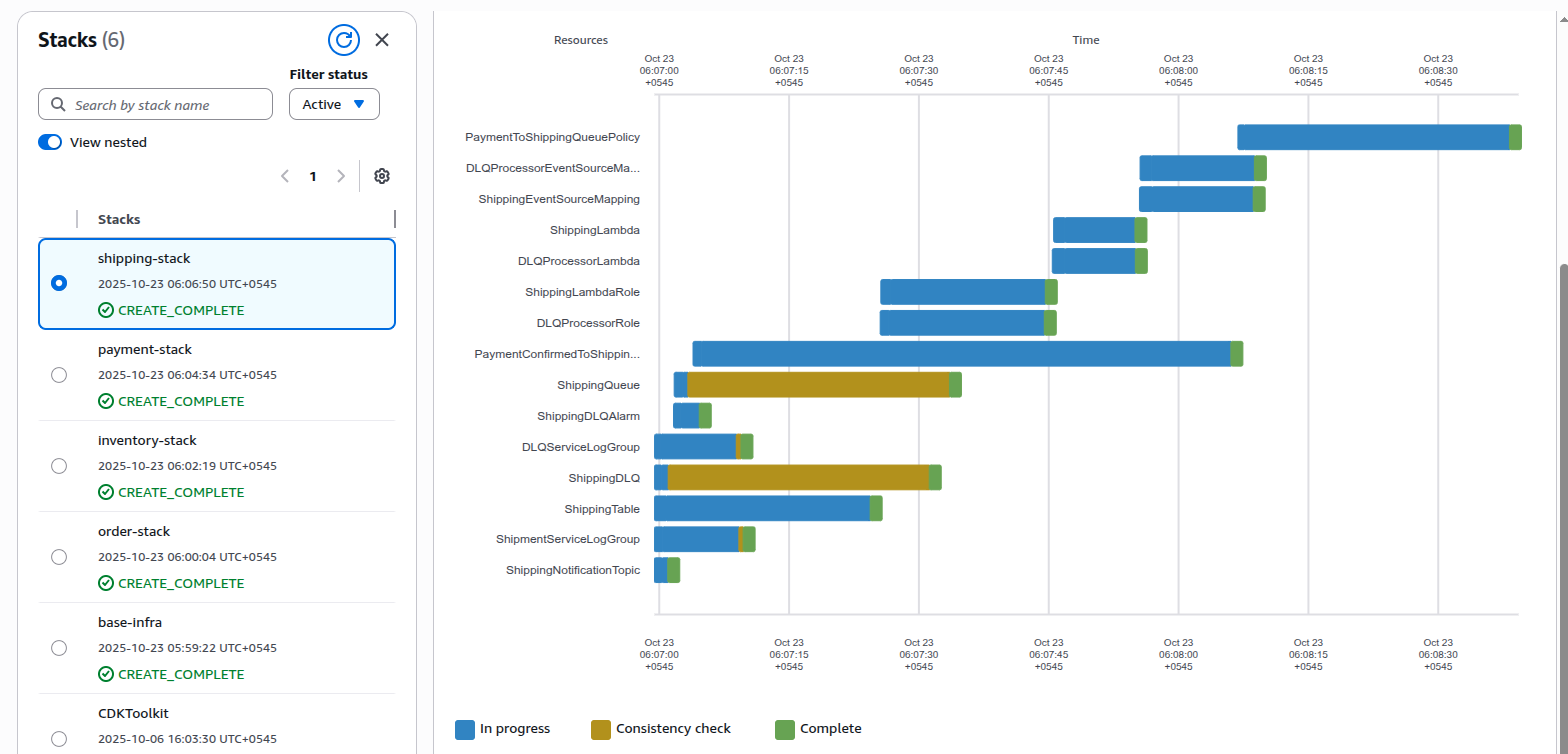 Stacks (6)
Filter status
Search by stack name
Active
View nested
1
Stacks
shipping-stack
2025-10-23 06:06:50 UTC+0545
CREATE_COMPLETE
payment-stack
2025-10-23 06:04:34 UTC+0545
CREATE_COMPLETE
inventory-stack
2025-10-23 06:02:19 UTC+0545
CREATE_COMPLETE
order-stack
2025-10-23 06:00:04 UTC+0545
CREATE_COMPLETE
base-infra
2025-10-23 05:59:22 UTC+0545
CREATE_COMPLETE
CDKToolkit
2025-10-06 16:03:30 UTC+0545
Resources Time
Oct 23 Oct 23 Oct 23 Oct 23 Oct 23 Oct 23 Oct 23
06:07:00 06:07:15 06:07:30 06:07:45 06:08:00 06:08:15 06:08:30
+0545 +0545 +0545 +0545 +0545 +0545 +0545
PaymentToShippingQueuePolicy
DLQProcessorEventSourceMa...
ShippingEventSourceMapping
ShippingLambda
DLQProcessorLambda
ShippingLambdaRole
DLQProcessorRole
PaymentConfirmedToShippin...
ShippingQueue
ShippingDLQAlarm
DLQServiceLogGroup
ShippingDLQ
ShippingTable
ShipmentServiceLogGroup
ShippingNotificationTopic
Oct 23 Oct 23 Oct 23 Oct 23 Oct 23 Oct 23 Oct 23
06:07:00 06:07:15 06:07:30 06:07:45 06:08:00 06:08:15 06:08:30
+0545 +0545 +0545 +0545 +0545 +0545 +0545
In progress Consistency check Complete